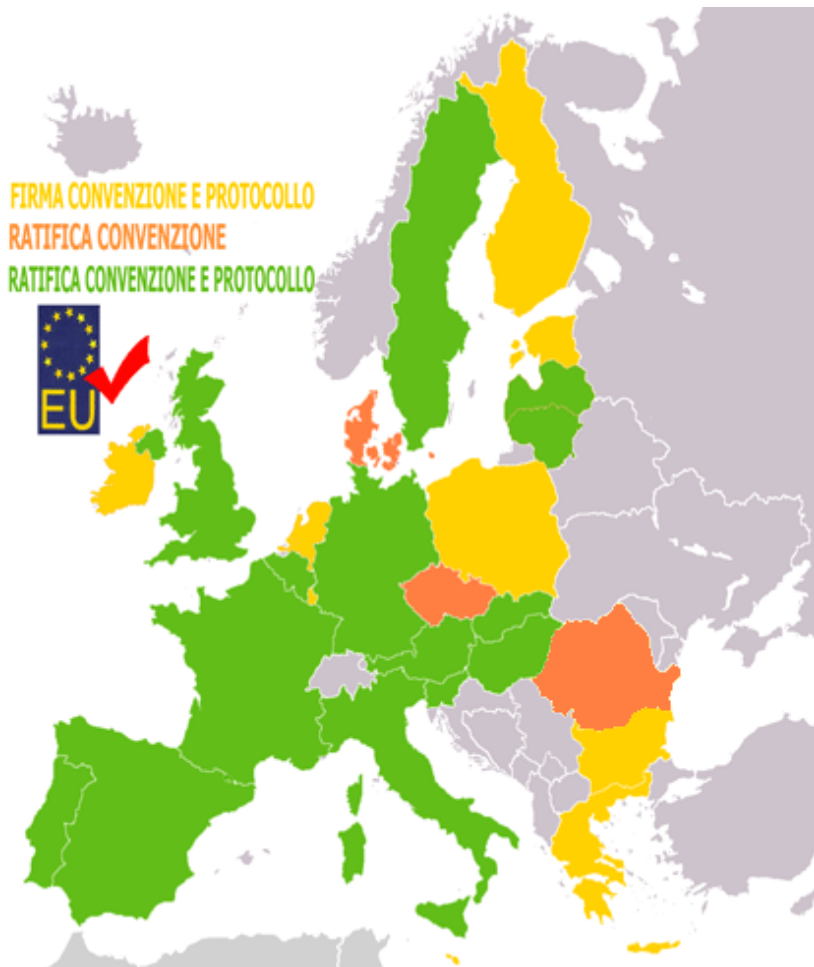 FIRMA CONVENZIONE E PROTOCOLLO
RATIFICA CONVENZIONE
RATIFICA CONVENZIONE E PROTOCOLLO
EU